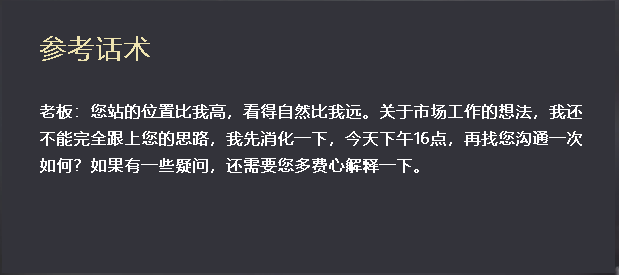 参考话术
老板：您站的位置比我高，看得自然比我远。关于市场工作的想法，我还
不能完全跟上您的思路，我先消化一下，今天下午16点，再找您沟通一次
如何？如果有一些疑问，还需要您多费心解释一下。